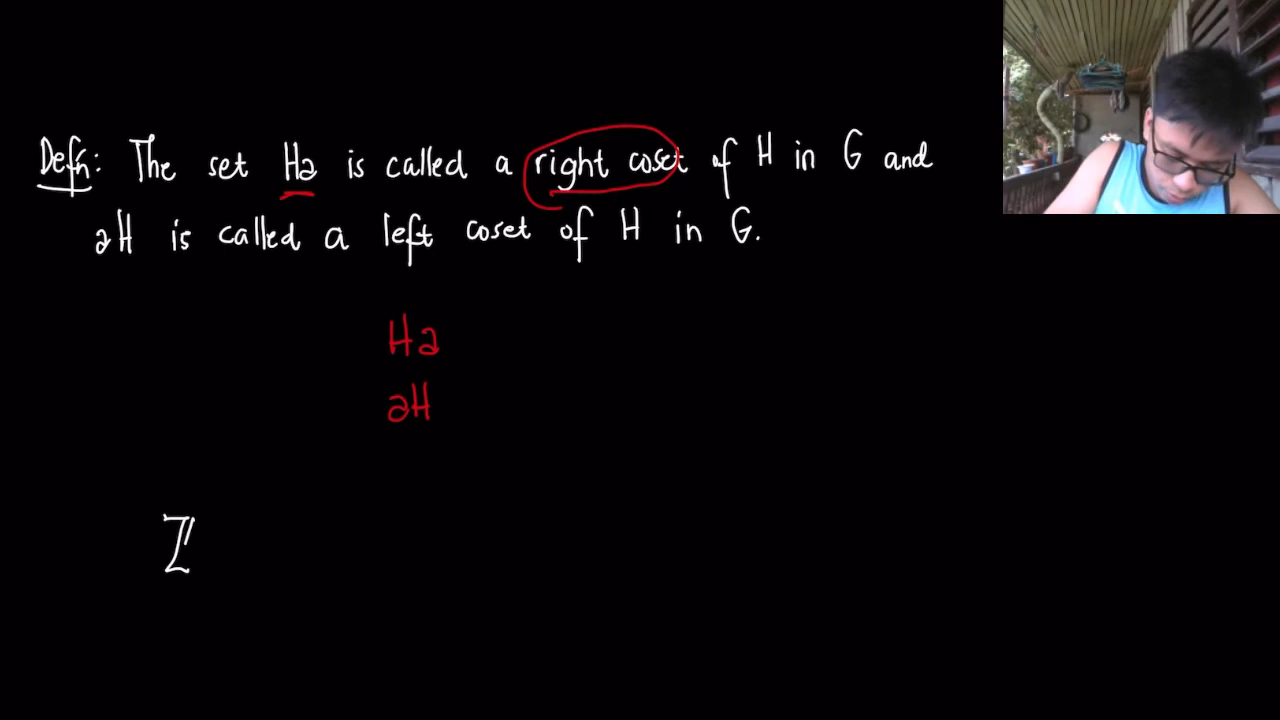 Defn: The set Ha is called a right coset of H in G and
aH is called a left coset of H in G.
Ha
aH
ℤ